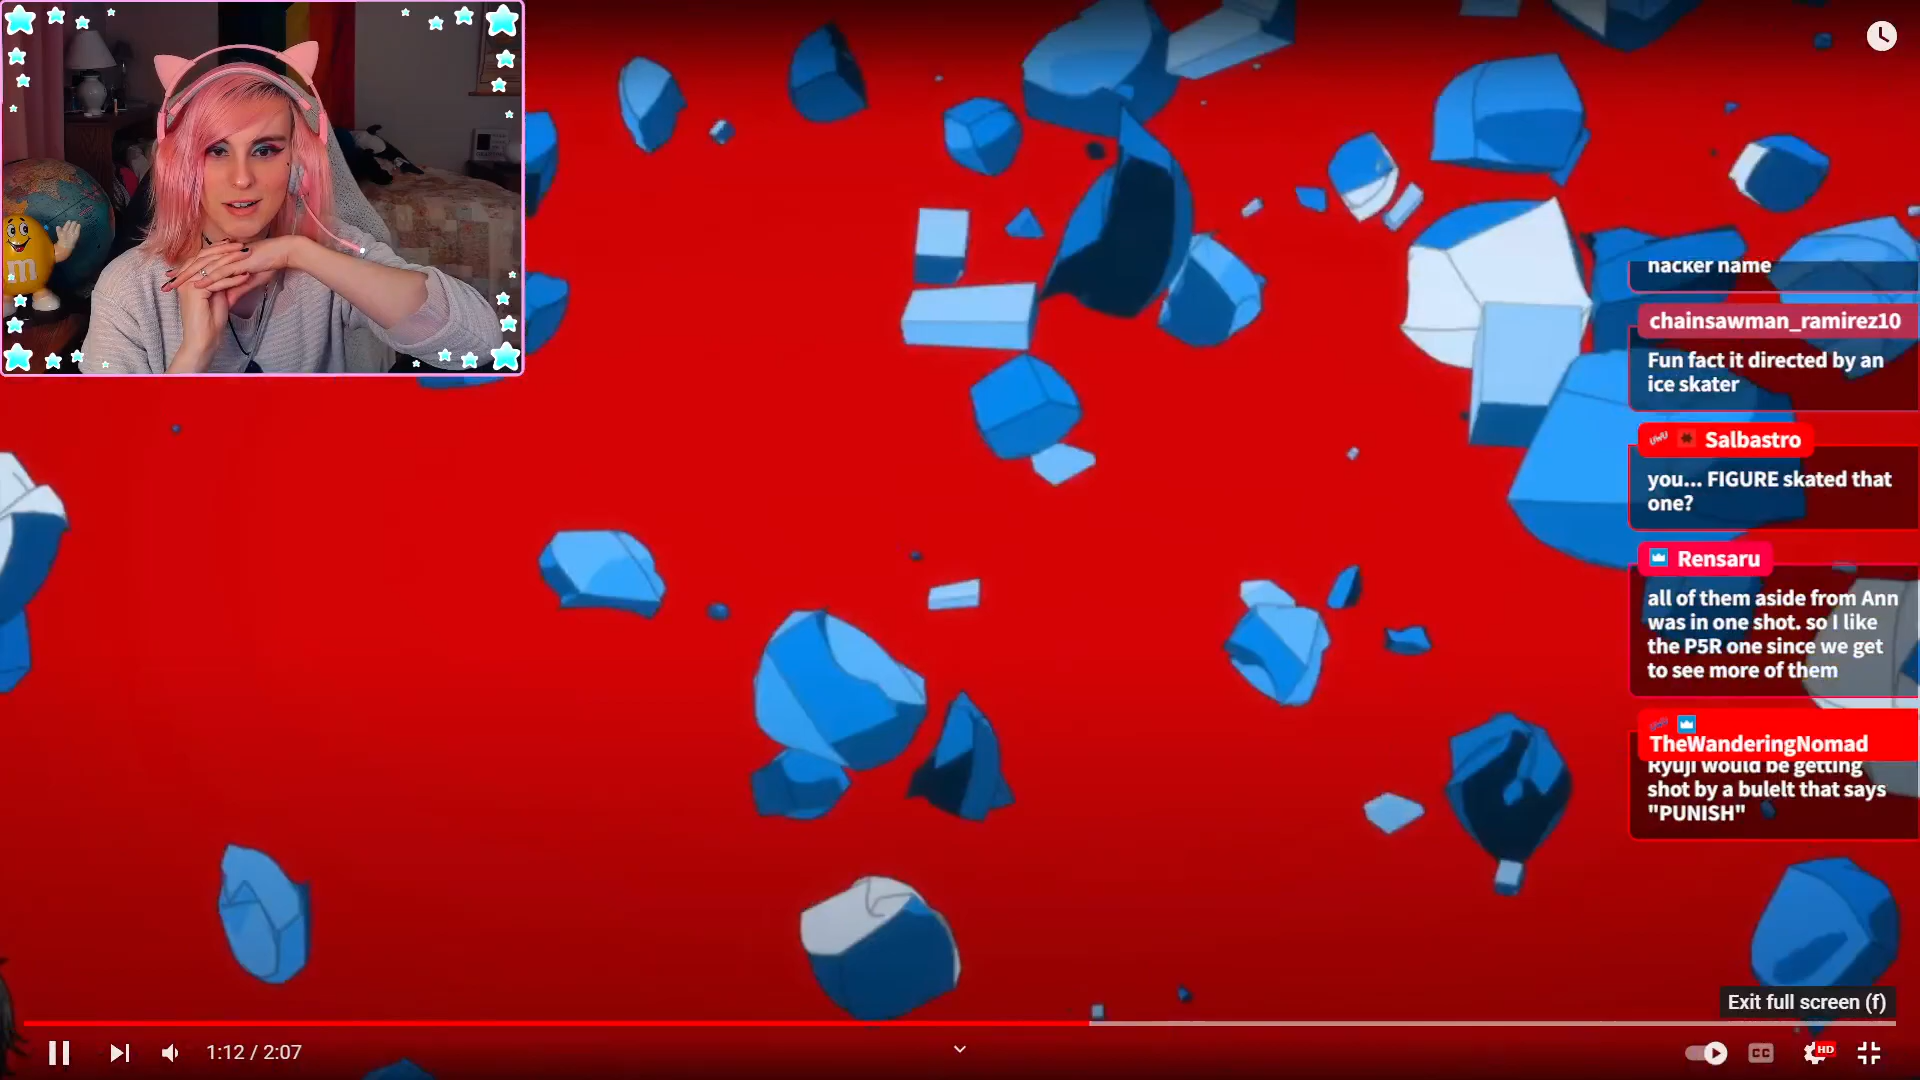 hacker name
chainsawman_ramirez10
Fun fact it directed by an
ice skater
UWU
Salbastro
you... FIGURE skated that
one?
Rensaru
all of them aside from Ann
was in one shot. so I like
the P5R one since we get
to see more of them
TheWanderingNomad
Ryuji would be getting
shot by a bulelt that says
"PUNISH"
Exit full screen (f)
1:12 / 2:07
CC
HD
m